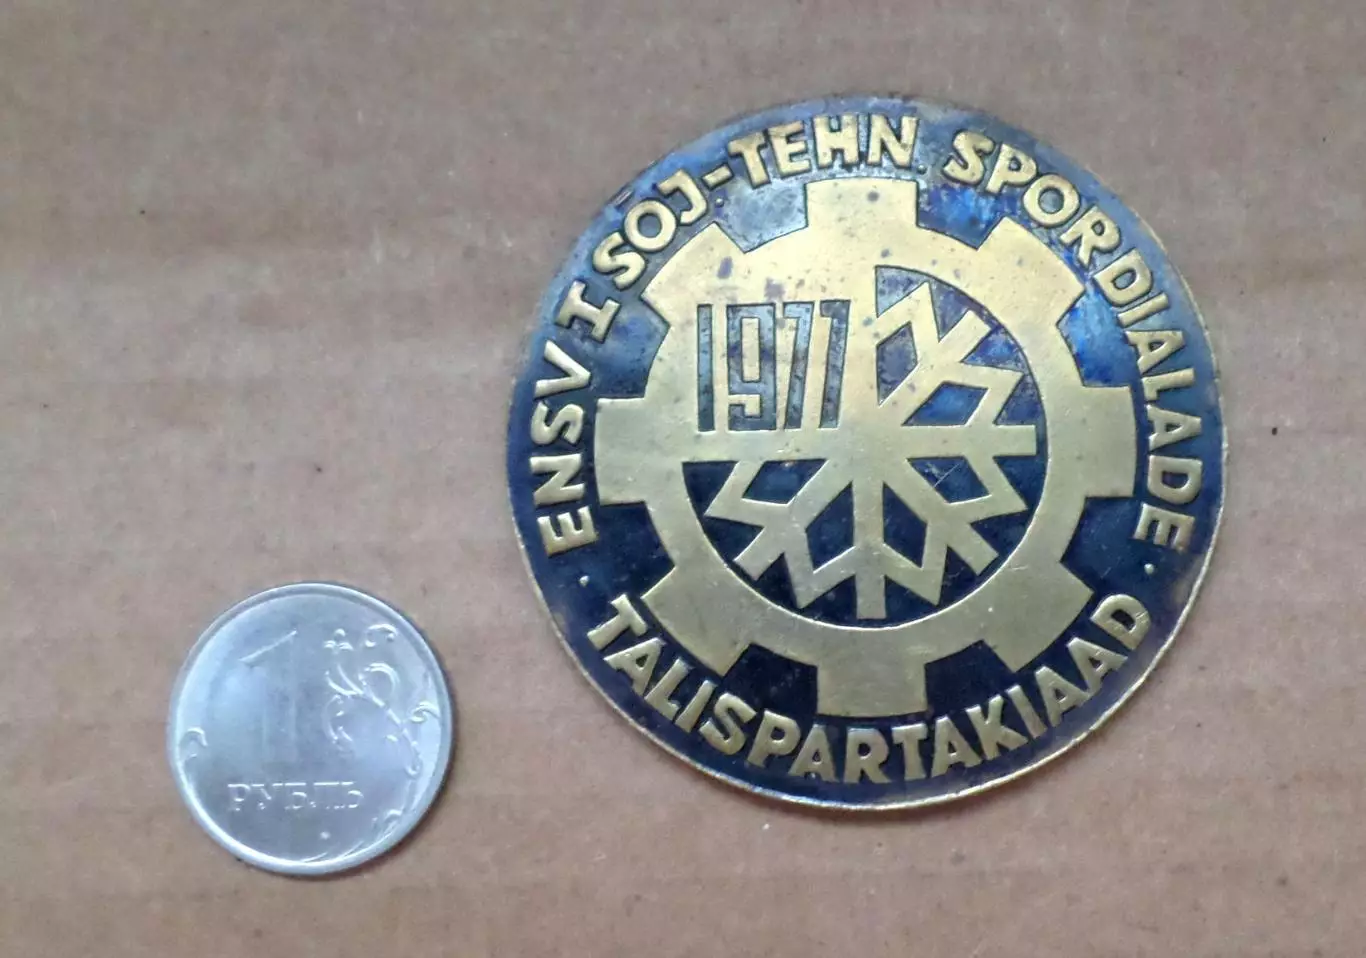 ENSV I SOJ.-TEHN. SPORDIALADE
1977
· TALISPARTAKIAAD ·
1
РУБЛЬ